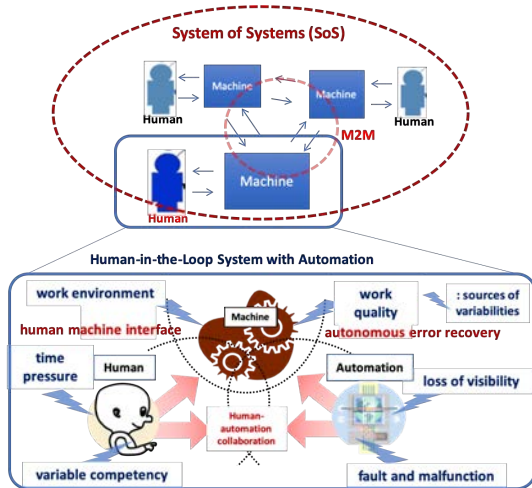 System of Systems (SoS)
Machine
Machine
Human
Human
M2M
Machine
Human
Human-in-the-Loop System with Automation
work environment
Machine
work
quality
: sources of
variabilities
human machine interface
autonomous error recovery
time
pressure
Human
Automation
loss of visibility
Human-
automation
collaboration
variable competency
fault and malfunction